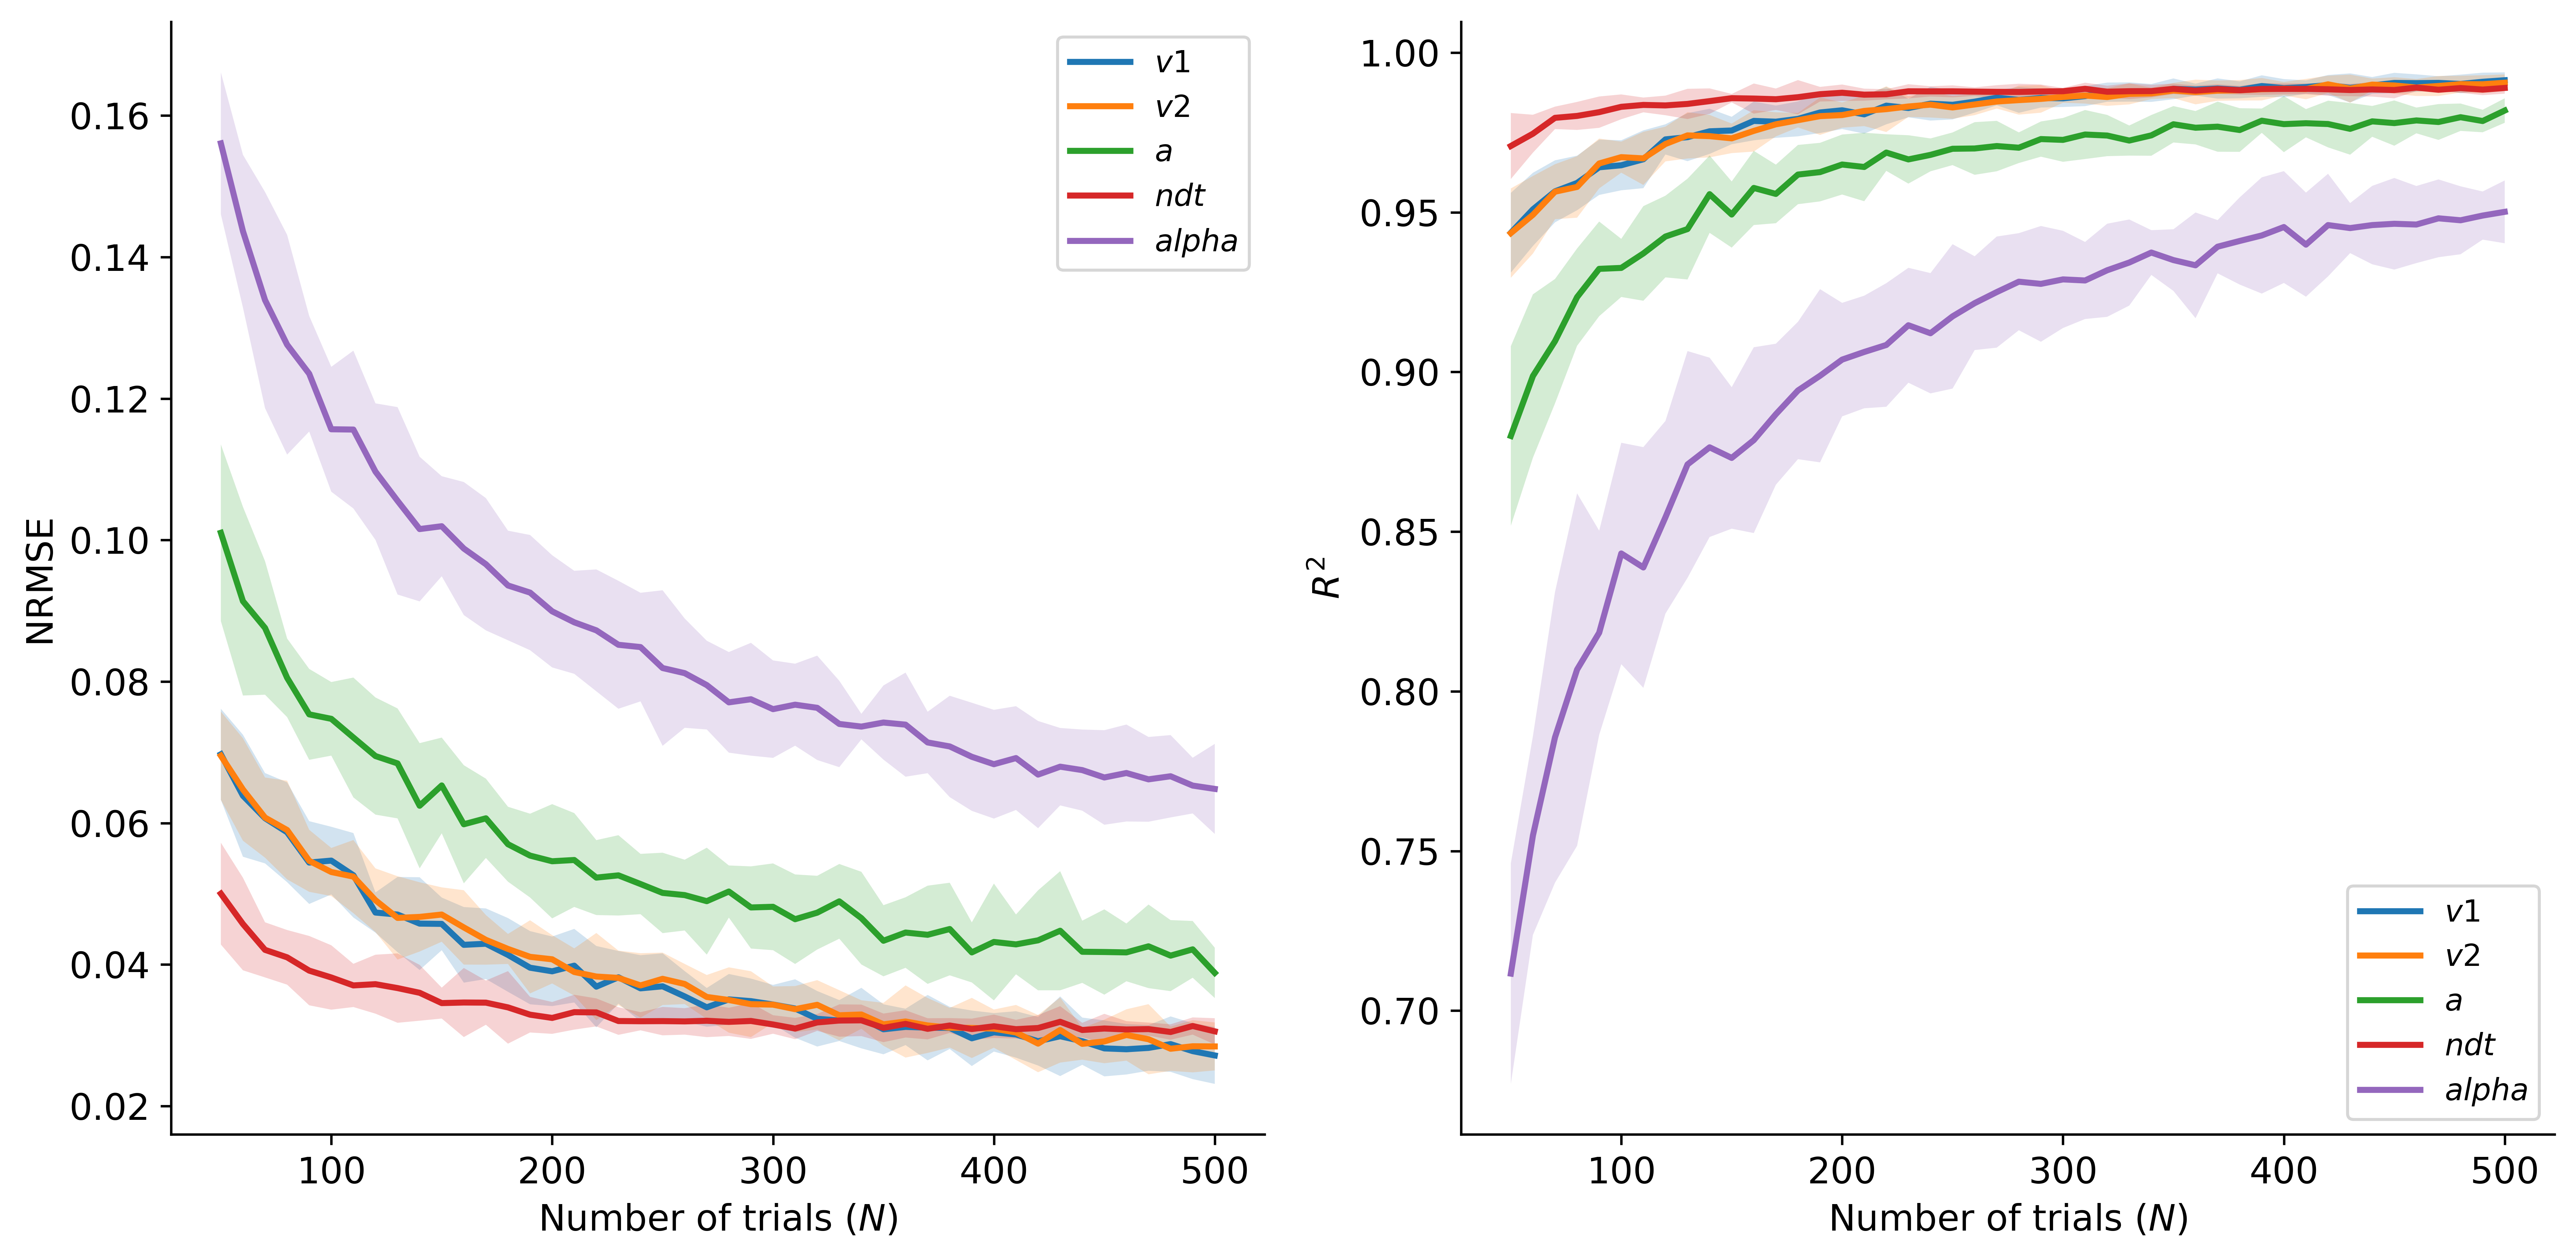 NRMSE
0.16
0.14
0.12
0.10
0.08
0.06
0.04
0.02
100 200 300 400 500
Number of trials (N)
v1
v2
a
ndt
alpha
R²
1.00
0.95
0.90
0.85
0.80
0.75
0.70
100 200 300 400 500
Number of trials (N)
v1
v2
a
ndt
alpha